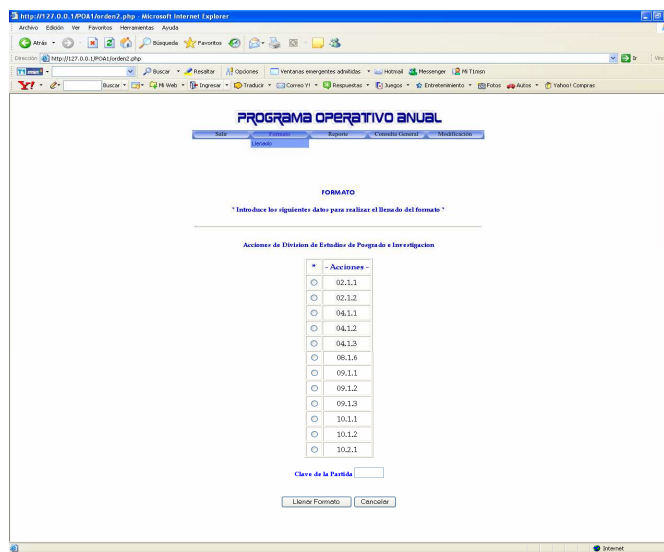 http://127.0.0.1/POA1/orden2.php - Microsoft Internet Explorer
Archivo Edición Ver Favoritos Herramientas Ayuda
Atrás Búsqueda Favoritos
Dirección http://127.0.0.1/POA1/orden2.php Ir
msn Buscar Resaltar Opciones Ventanas emergentes admitidas Hotmail Messenger Mi MSN
Y! Buscar Mi Web Ingresar Traducir Correo Y! Respuestas Juegos Entretenimiento Fotos Autos Yahoo! Compras
PROGRAMA OPERATIVO ANUAL
Salir Formato Reporte Consulta General Modificación
Llenado
FORMATO
* Introduce los siguientes datos para realizar el llenado del formato *
Acciones de Division de Estudios de Posgrado e Investigacion
* - Acciones -
02.1.1
02.1.2
04.1.1
04.1.2
04.1.3
08.1.6
09.1.1
09.1.2
09.1.3
10.1.1
10.1.2
10.2.1
Clave de la Partida
Llenar Formato Cancelar
Internet